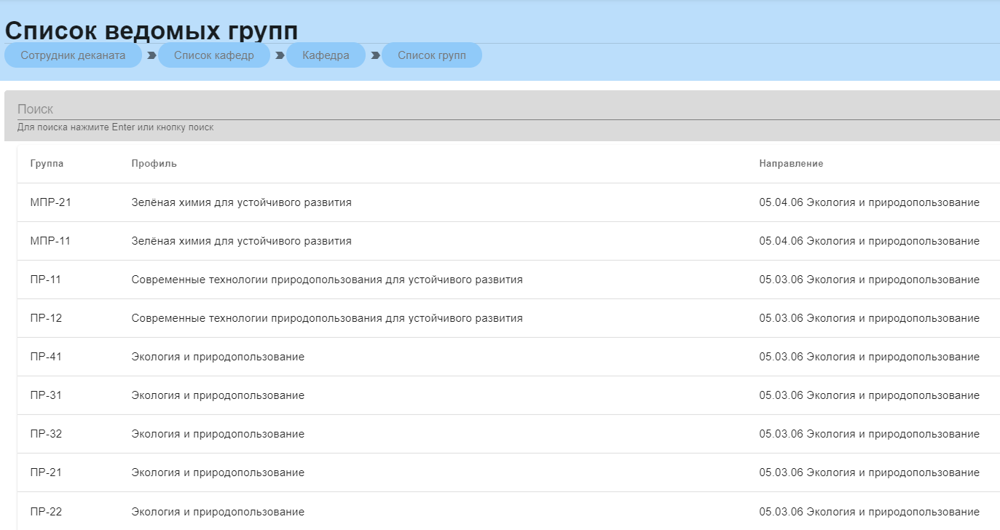 Список ведомых групп
Сотрудник деканата Список кафедр Кафедра Список групп
Поиск
Для поиска нажмите Enter или кнопку поиск
Группа Профиль Направление
МПР-21 Зелёная химия для устойчивого развития 05.04.06 Экология и природопользование
МПР-11 Зелёная химия для устойчивого развития 05.04.06 Экология и природопользование
ПР-11 Современные технологии природопользования для устойчивого развития 05.03.06 Экология и природопользование
ПР-12 Современные технологии природопользования для устойчивого развития 05.03.06 Экология и природопользование
ПР-41 Экология и природопользование 05.03.06 Экология и природопользование
ПР-31 Экология и природопользование 05.03.06 Экология и природопользование
ПР-32 Экология и природопользование 05.03.06 Экология и природопользование
ПР-21 Экология и природопользование 05.03.06 Экология и природопользование
ПР-22 Экология и природопользование 05.03.06 Экология и природопользование